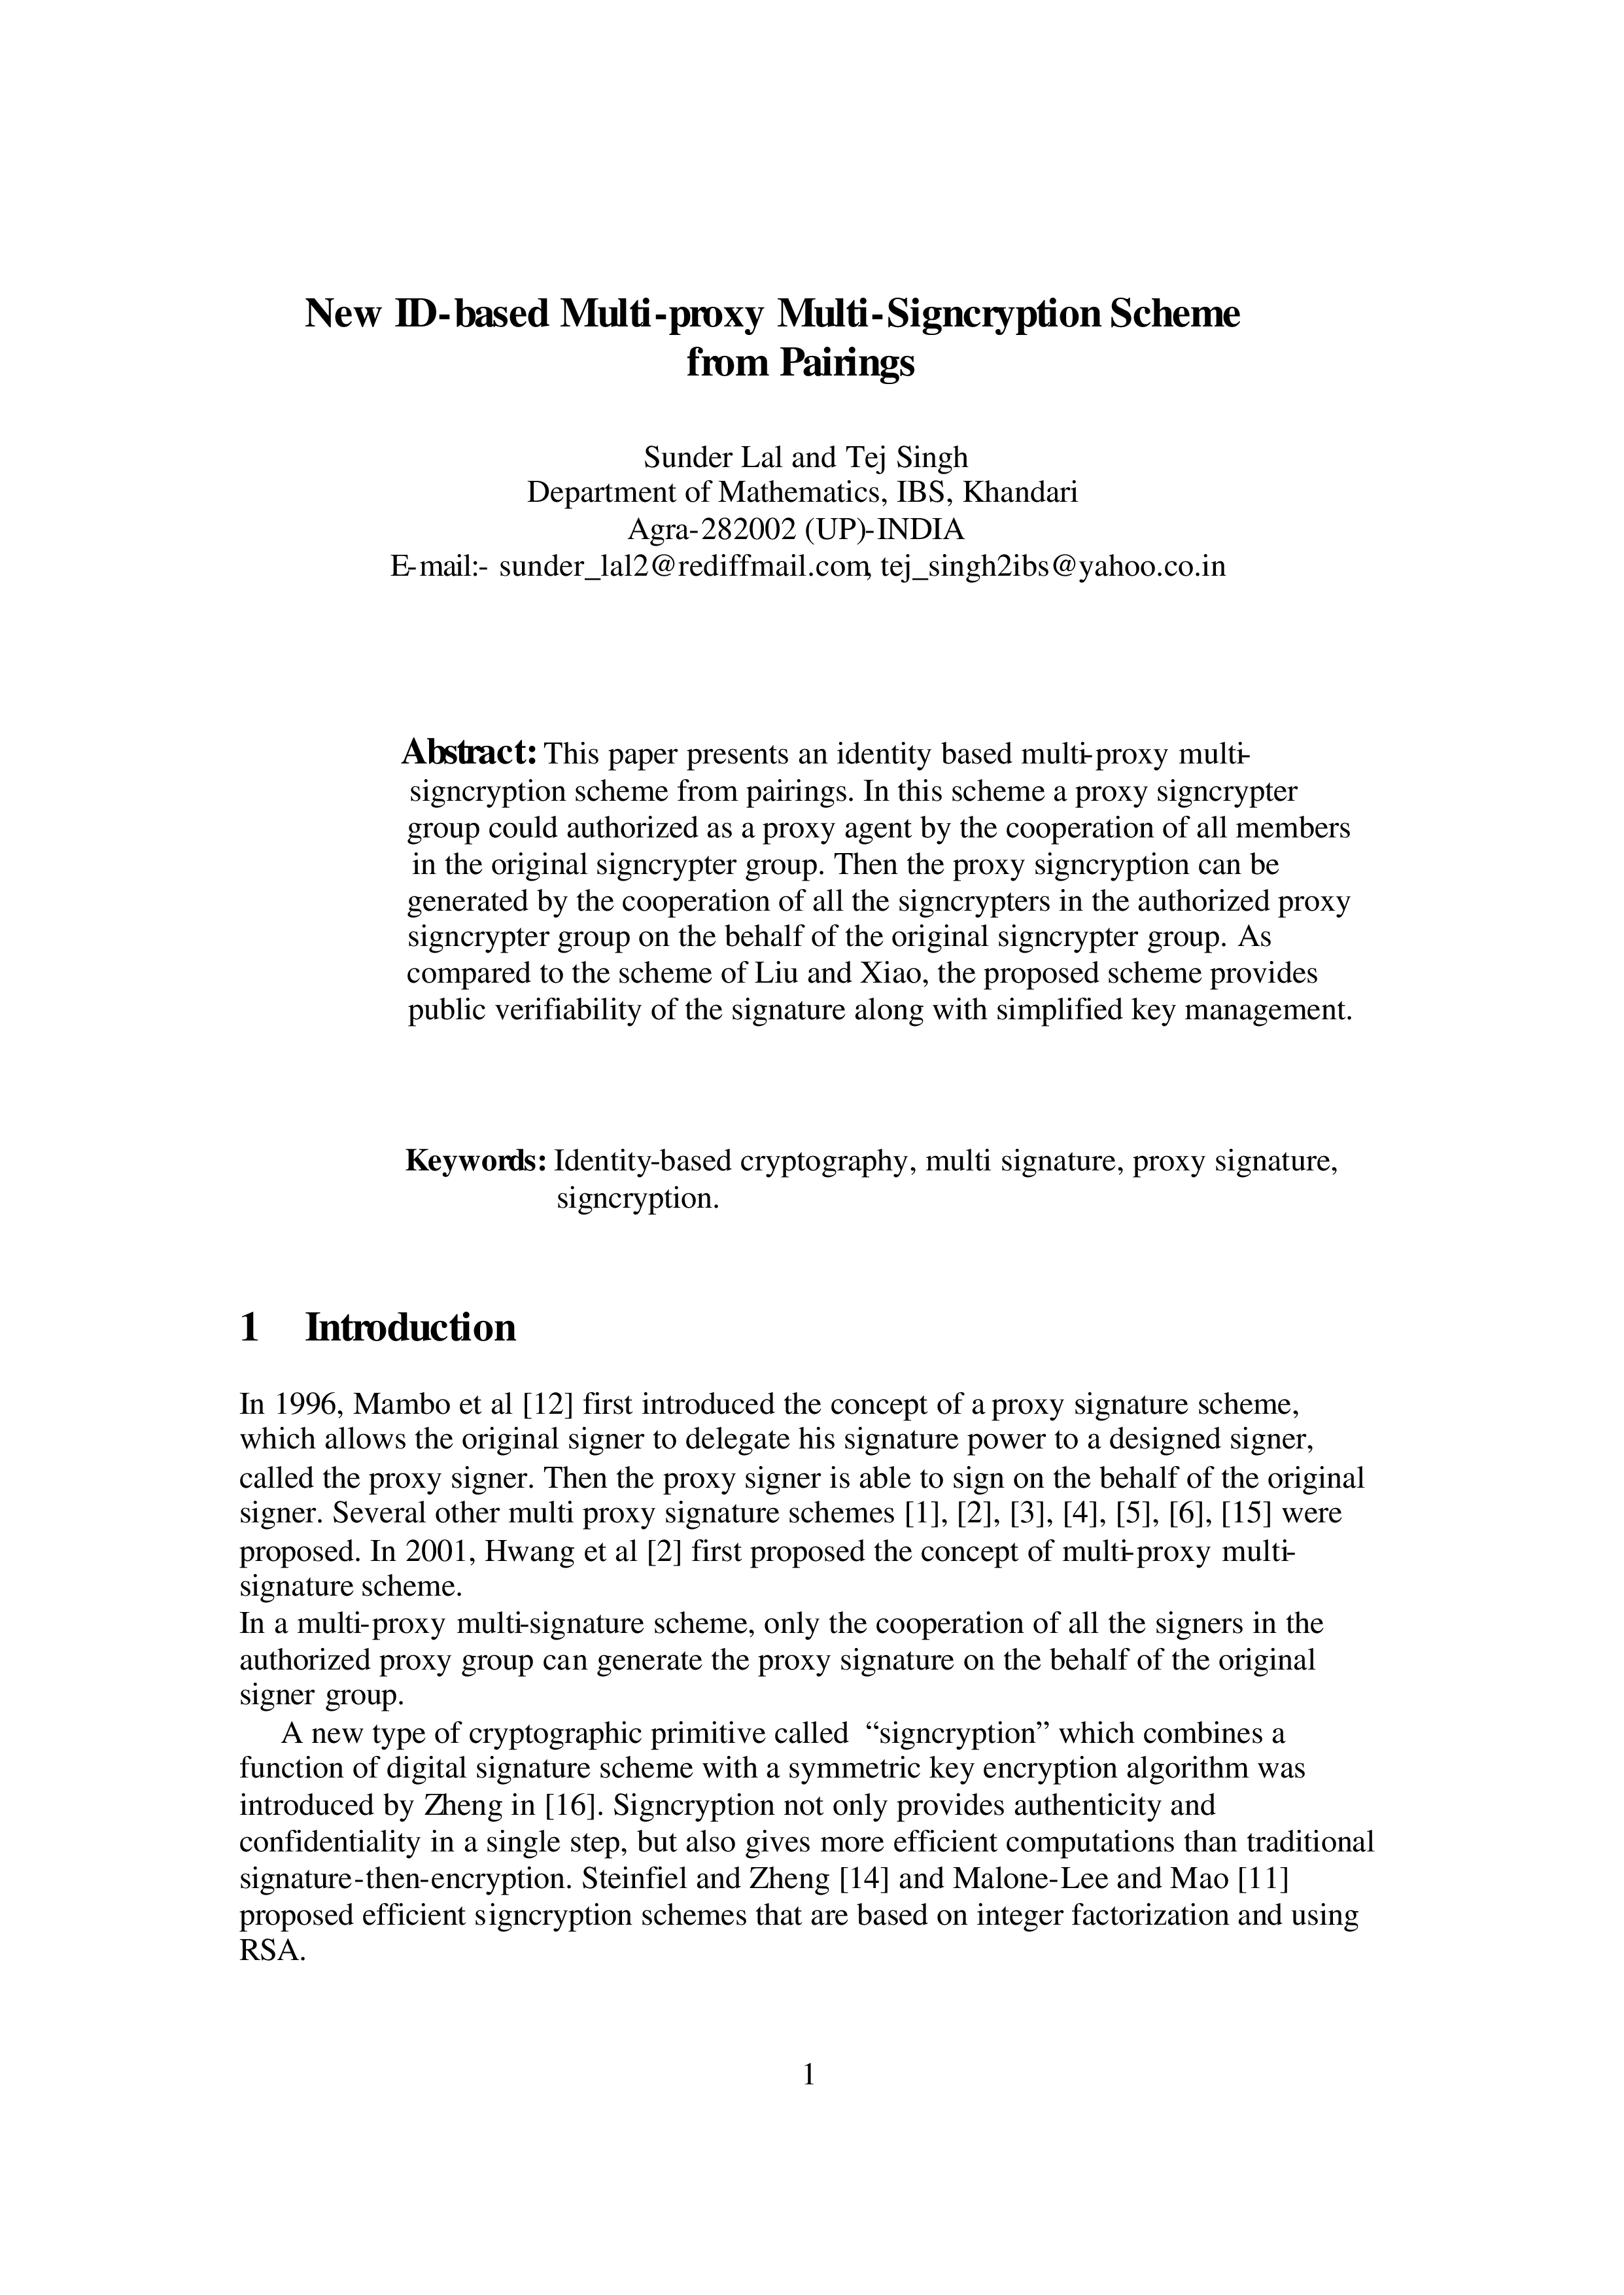 New ID-based Multi-proxy Multi-Signcryption Scheme
from Pairings
Sunder Lal and Tej Singh
Department of Mathematics, IBS, Khandari
Agra-282002 (UP)-INDIA
E-mail:- sunder_lal2@rediffmail.com, tej_singh2ibs@yahoo.co.in
Abstract: This paper presents an identity based multi-proxy multi-
signcryption scheme from pairings. In this scheme a proxy signcrypter
group could authorized as a proxy agent by the cooperation of all members
in the original signcrypter group. Then the proxy signcryption can be
generated by the cooperation of all the signcrypters in the authorized proxy
signcrypter group on the behalf of the original signcrypter group. As
compared to the scheme of Liu and Xiao, the proposed scheme provides
public verifiability of the signature along with simplified key management.
Keywords: Identity-based cryptography, multi signature, proxy signature,
signcryption.
1 Introduction
In 1996, Mambo et al [12] first introduced the concept of a proxy signature scheme,
which allows the original signer to delegate his signature power to a designed signer,
called the proxy signer. Then the proxy signer is able to sign on the behalf of the original
signer. Several other multi proxy signature schemes [1], [2], [3], [4], [5], [6], [15] were
proposed. In 2001, Hwang et al [2] first proposed the concept of multi-proxy multi-
signature scheme.
In a multi-proxy multi-signature scheme, only the cooperation of all the signers in the
authorized proxy group can generate the proxy signature on the behalf of the original
signer group.
A new type of cryptographic primitive called “signcryption” which combines a
function of digital signature scheme with a symmetric key encryption algorithm was
introduced by Zheng in [16]. Signcryption not only provides authenticity and
confidentiality in a single step, but also gives more efficient computations than traditional
signature-then-encryption. Steinfiel and Zheng [14] and Malone-Lee and Mao [11]
proposed efficient signcryption schemes that are based on integer factorization and using
RSA.
1